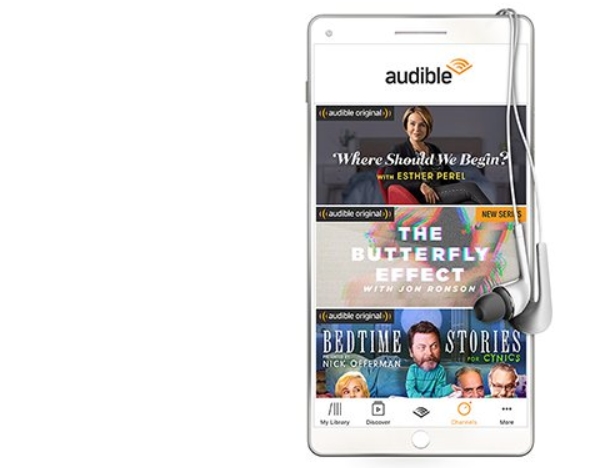 audible
audible original
Where Should We Begin?
WITH ESTHER PEREL
audible original
NEW SERIES
THE
BUTTERFLY
EFFECT
WITH JON RONSON
audible original
BEDTIME STORIES
PRESENTED BY
FOR CYNICS
NICK OFFERMAN
My Library
Discover
Channels
More